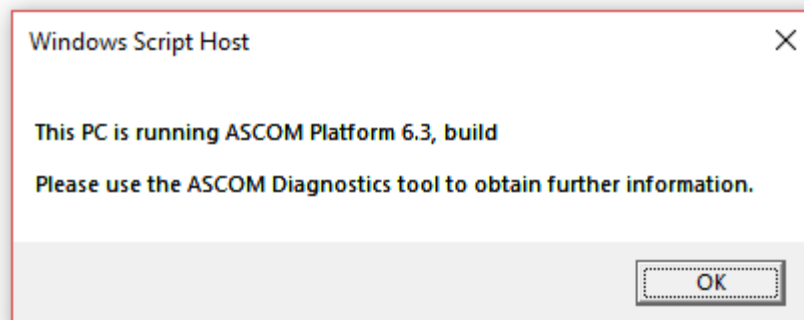 Windows Script Host
This PC is running ASCOM Platform 6.3, build
Please use the ASCOM Diagnostics tool to obtain further information.
OK